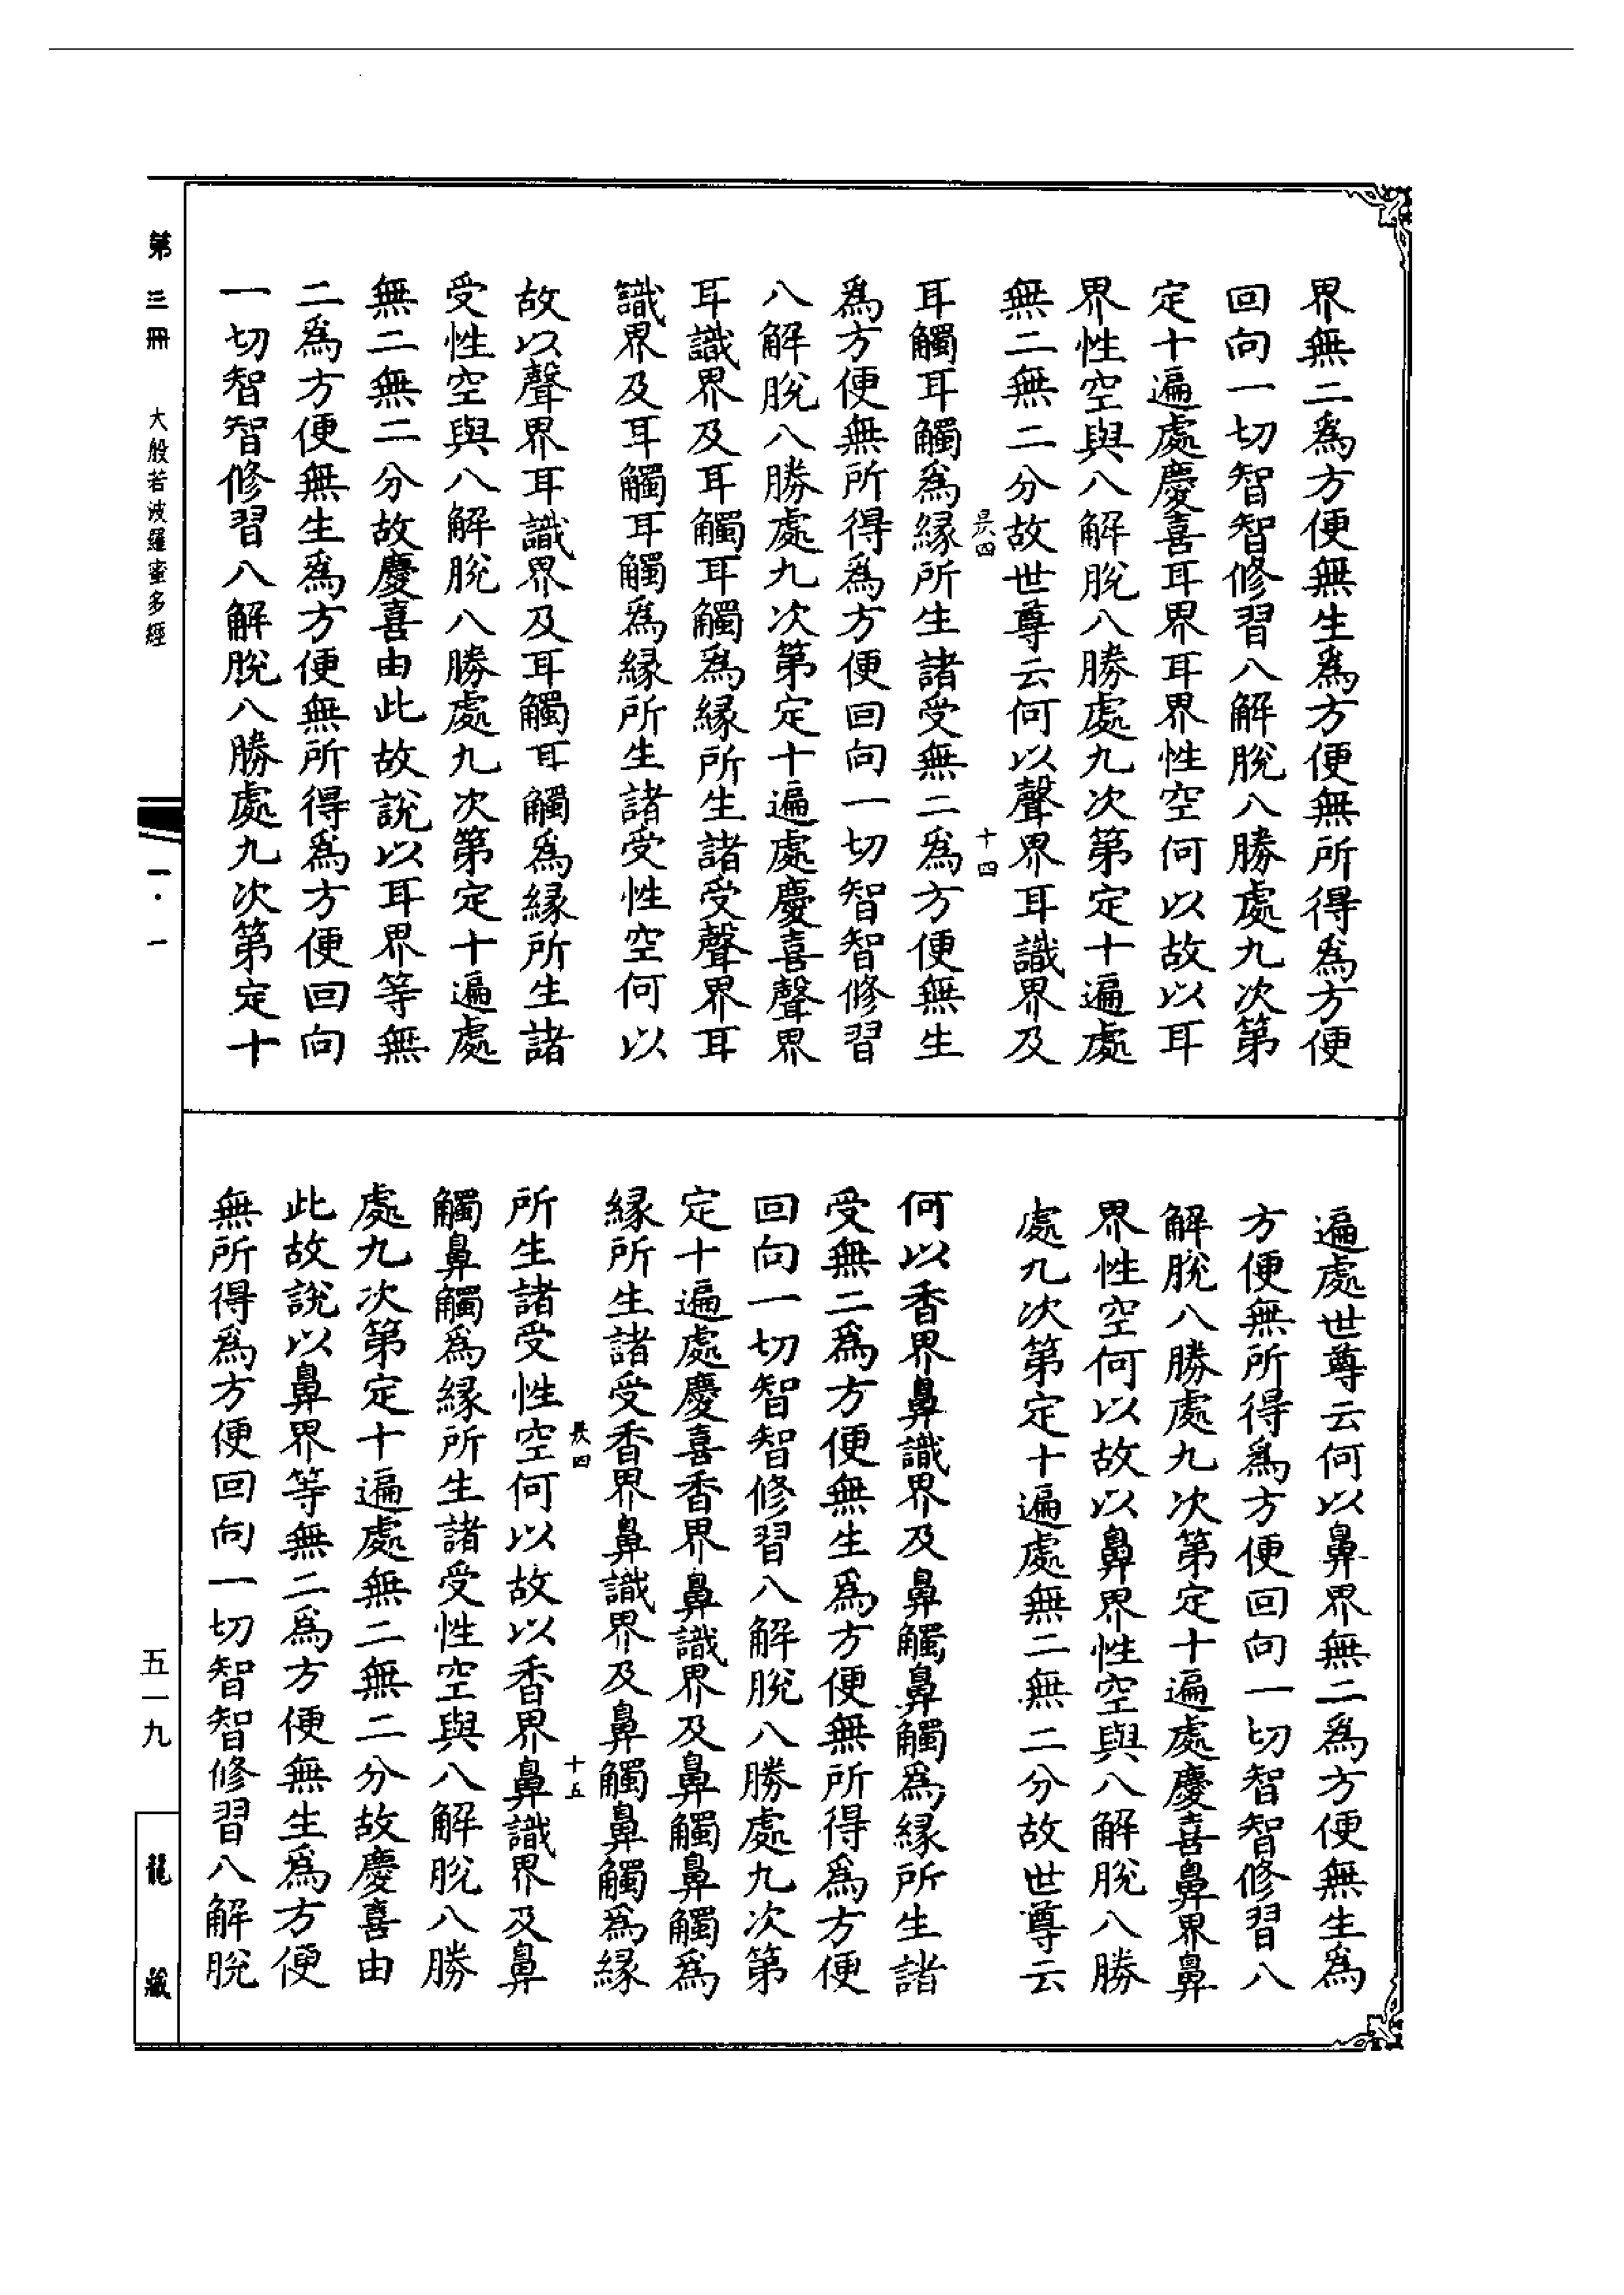 界無二爲方便無生爲方便無所得爲方便
回向一切智智修習八解脫八勝處九次第
定十遍處慶喜耳界耳界性空何以故以耳
界性空與八解脫八勝處九次第定十遍處
無二無二分故世尊云何以聲界耳識界及
四
十四
耳觸耳觸爲緣所生諸受無二爲方便無生
爲方便無所得爲方便回向一切智智修習
八解脫八勝處九次第定十遍處慶喜聲界
耳識界及耳觸耳觸爲緣所生諸受聲界耳
識界及耳觸耳觸爲緣所生諸受性空何以
故以聲界耳識界及耳觸耳觸爲緣所生諸
受性空與八解脫八勝處九次第定十遍處
無二無二分故慶喜由此故說以耳界等無
二爲方便無生爲方便無所得爲方便回向
一切智智修習八解脫八勝處九次第定十
遍處世尊云何以鼻界無二爲方便無生爲
方便無所得爲方便回向一切智智修習八
解脫八勝處九次第定十遍處慶喜鼻界鼻
界性空何以故以鼻界性空與八解脫八勝
處九次第定十遍處無二無二分故世尊云
何以香界鼻識界及鼻觸鼻觸爲緣所生諸
受無二爲方便無生爲方便無所得爲方便
回向一切智智修習八解脫八勝處九次第
定十遍處慶喜香界鼻識界及鼻觸鼻觸爲
緣所生諸受香界鼻識界及鼻觸鼻觸爲緣
四
十五
所生諸受性空何以故以香界鼻識界及鼻
觸鼻觸爲緣所生諸受性空與八解脫八勝
處九次第定十遍處無二無二分故慶喜由
此故說以鼻界等無二爲方便無生爲方便
無所得爲方便回向一切智智修習八解脫
第三冊
大般若波羅蜜多經
一·一
五一九
龍藏